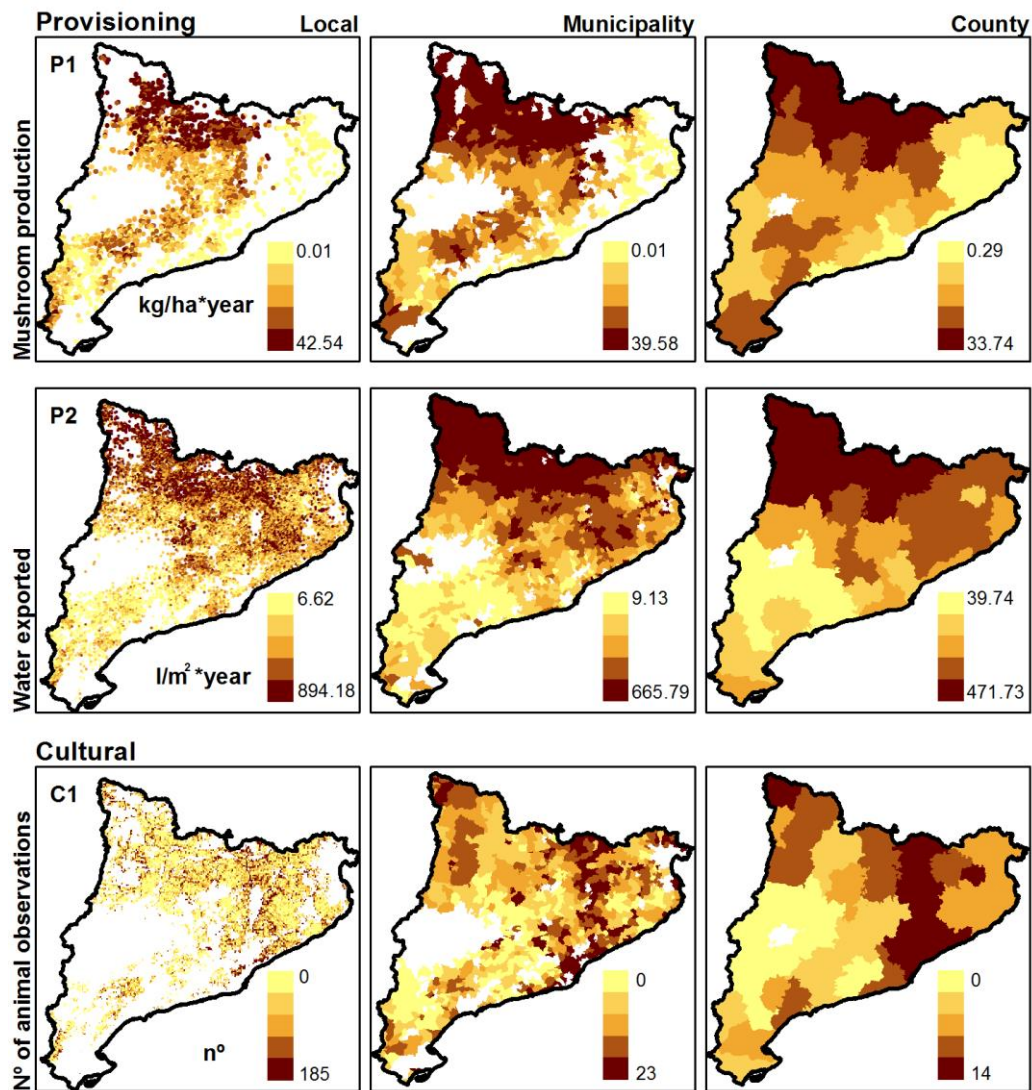 Provisioning Local Municipality County
P1
Mushroom production
0.01
kg/ha*year
42.54
0.01
39.58
0.29
33.74
P2
Water exported
6.62
l/m² *year
894.18
9.13
665.79
39.74
471.73
Cultural
C1
Nº of animal observations
0
nº
185
0
23
0
14